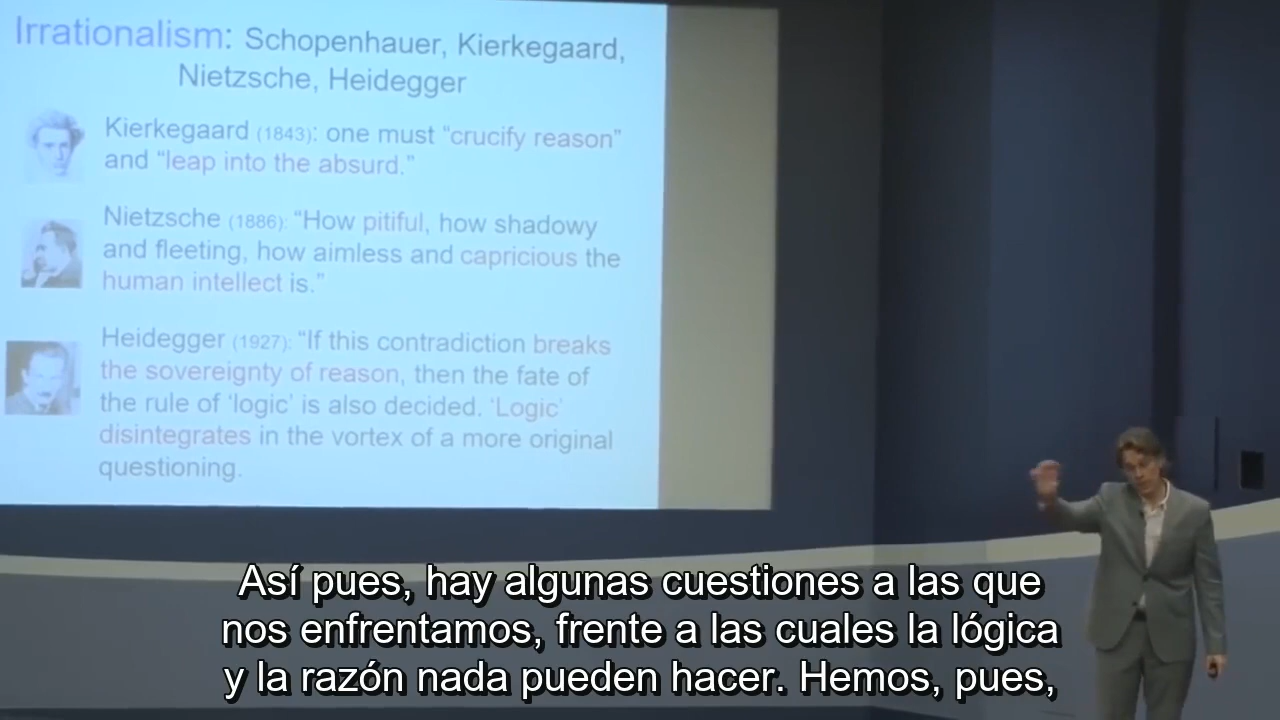 Irrationalism: Schopenhauer, Kierkegaard,
Nietzsche, Heidegger
Kierkegaard (1843): one must “crucify reason”
and “leap into the absurd.”
Nietzsche (1886): “How pitiful, how shadowy
and fleeting, how aimless and capricious the
human intellect is.”
Heidegger (1927): “If this contradiction breaks
the sovereignty of reason, then the fate of
the rule of ‘logic’ is also decided. ‘Logic’
disintegrates in the vortex of a more original
questioning.
Así pues, hay algunas cuestiones a las que
nos enfrentamos, frente a las cuales la lógica
y la razón nada pueden hacer. Hemos, pues,